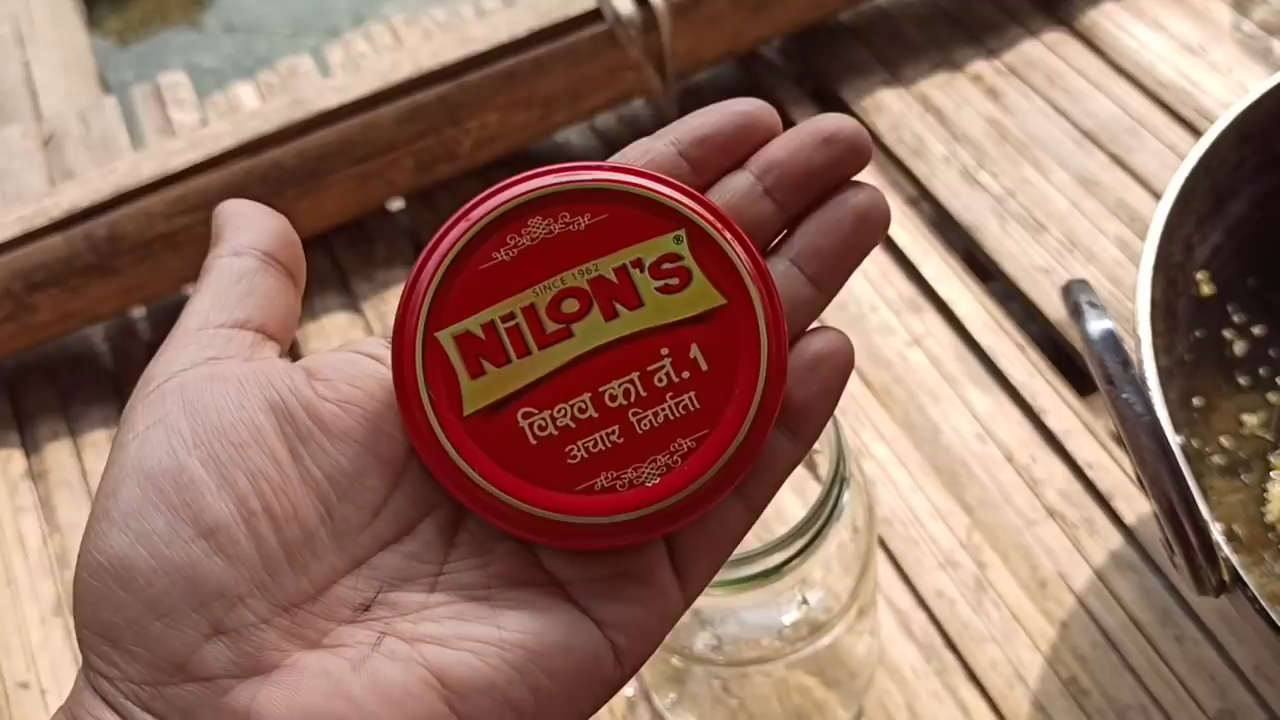 SINCE 1962
NiLON'S®
विश्व का नं.1
अचार निर्माता